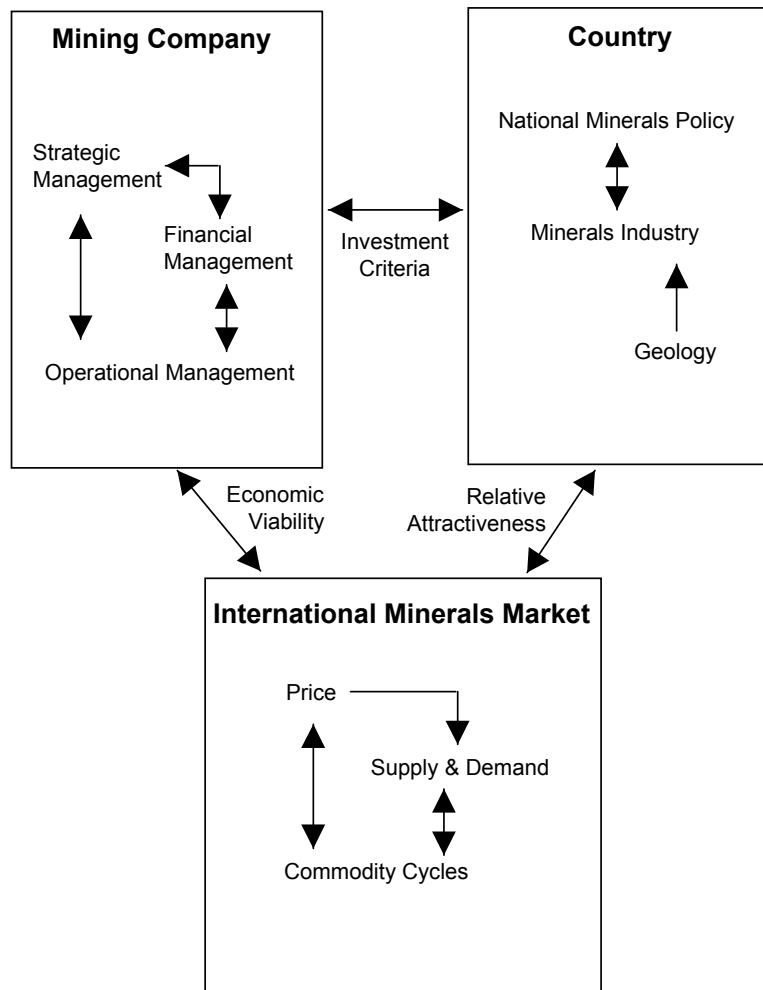 Mining Company
Strategic
Management
Financial
Management
Operational Management
Investment
Criteria
Country
National Minerals Policy
Minerals Industry
Geology
Economic
Viability
Relative
Attractiveness
International Minerals Market
Price
Supply & Demand
Commodity Cycles